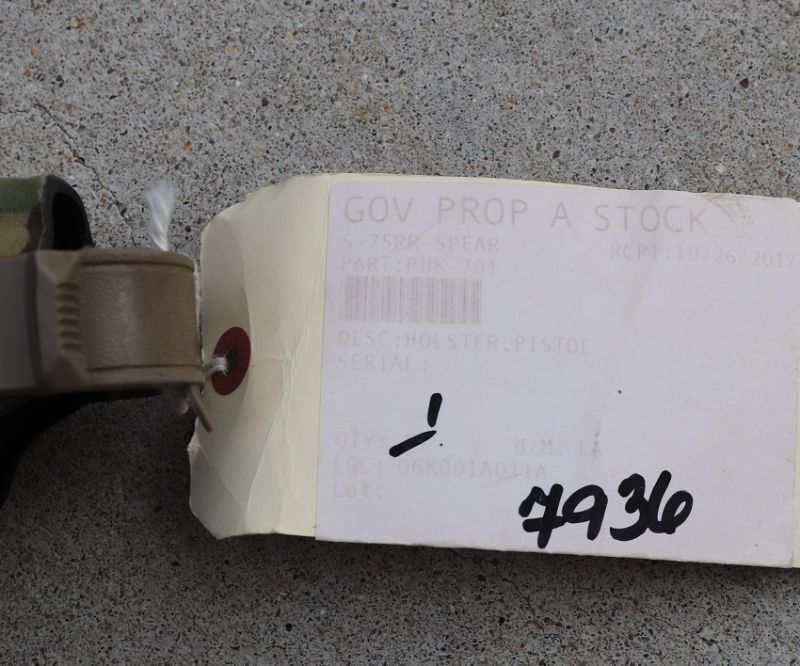 GOV PROP A STOCK
S-75RR-SPEAR
RCPT:10/26/2017
PART:RHK-701
DESC:HOLSTER,PISTOL
SERIAL:
QTY: U/M: EA
LOC: 06K001A011A
Lot:
7936